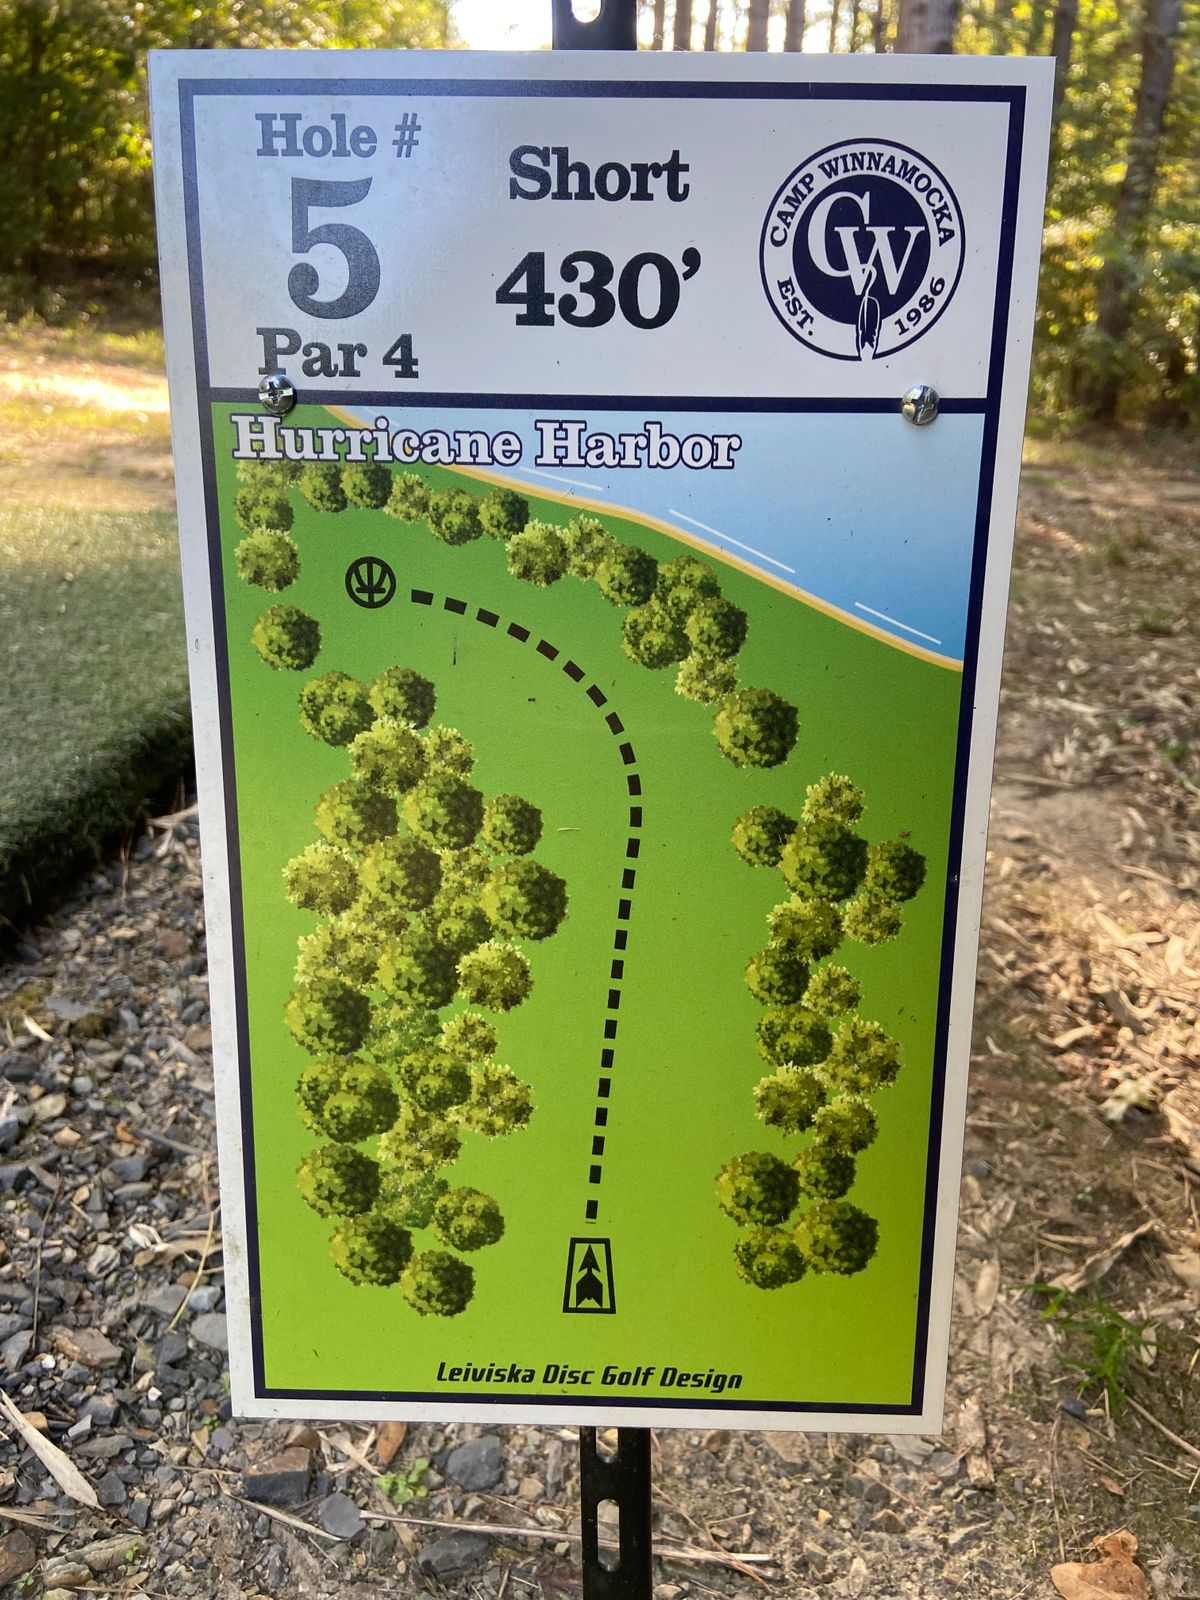 Hole #
5
Par 4
Short
430’
CAMP WINNAMOCKA
CW
EST. 1986
Hurricane Harbor
Leiviska Disc Golf Design